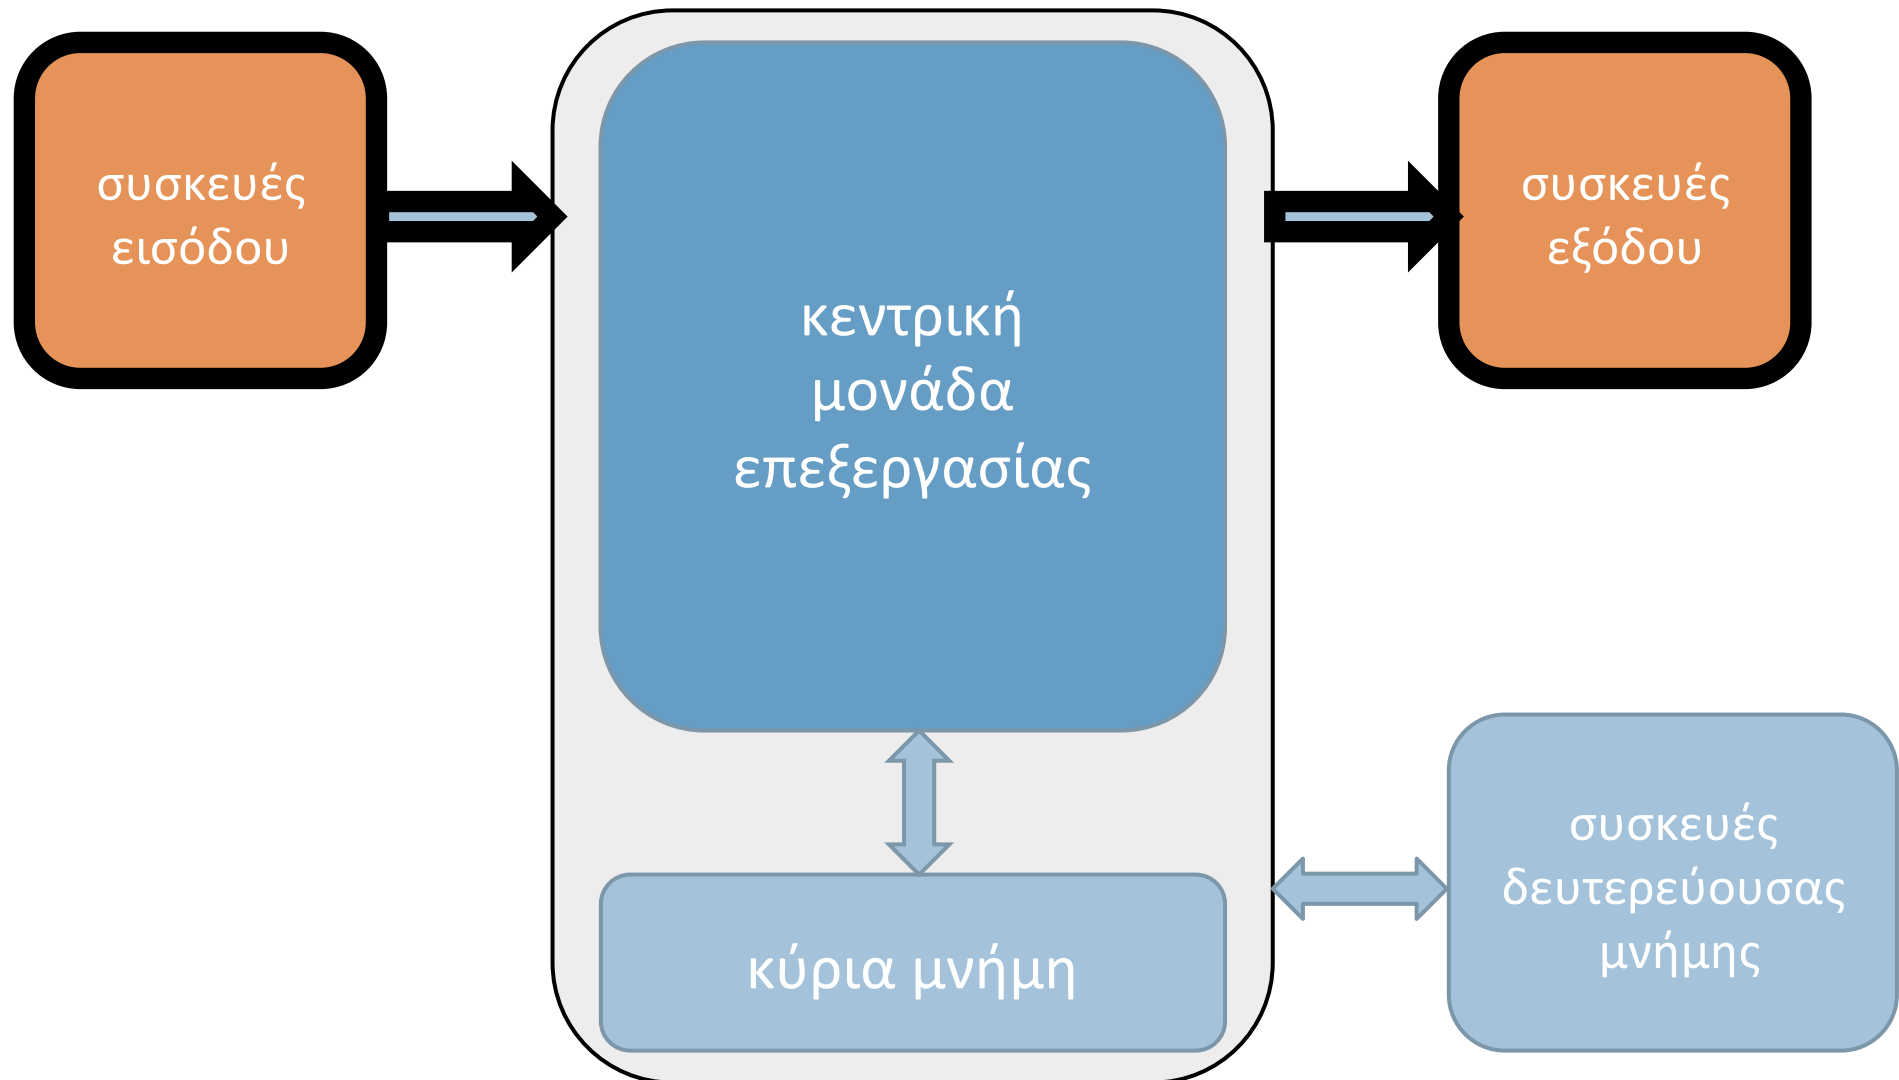 συσκευές
εισόδου
κεντρική
μονάδα
επεξεργασίας
συσκευές
εξόδου
κύρια μνήμη
συσκευές
δευτερεύουσας
μνήμης